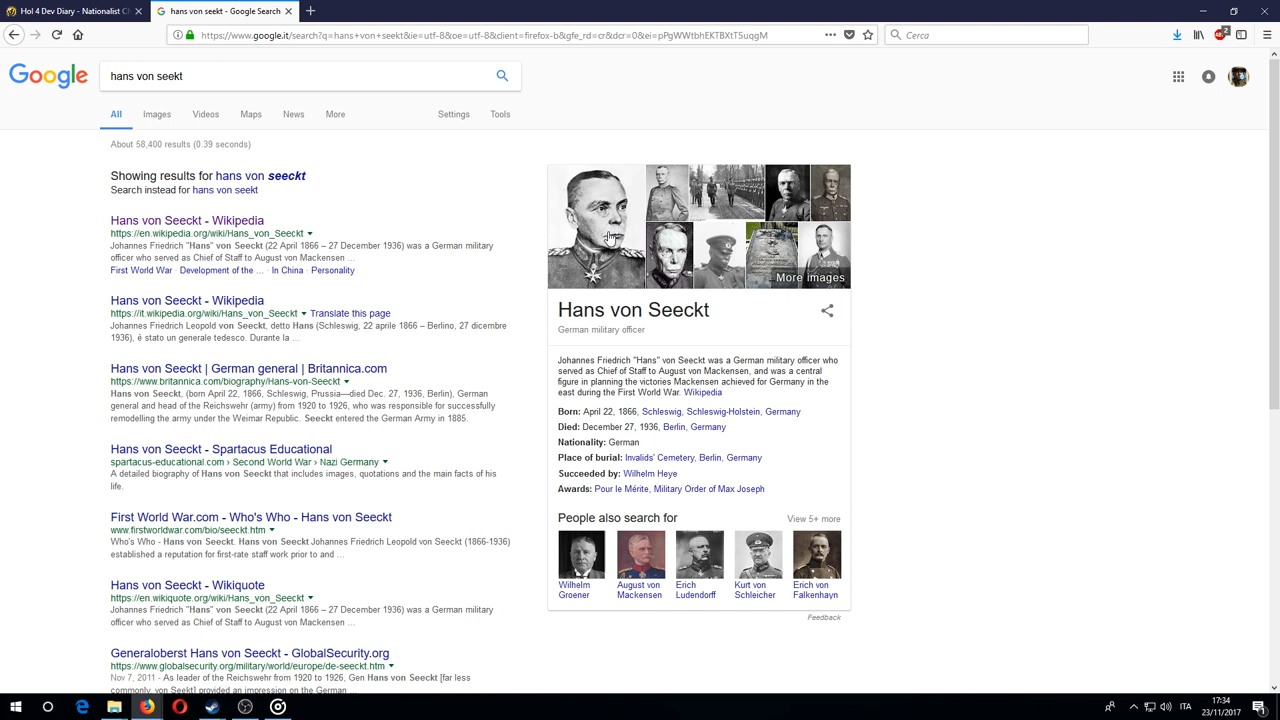 HoI 4 Dev Diary - Nationalist C
hans von seekt - Google Search
https://www.google.it/search?q=hans+von+seekt&ie=utf-8&oe=utf-8&client=firefox-b&gfe_rd=cr&dcr=0&ei=pPgWWtbhEKTBXtT5uqgM
Cerca
2
Google
hans von seekt
All
Images
Videos
Maps
News
More
Settings
Tools
About 58,400 results (0.39 seconds)
Showing results for hans von seeckt
Search instead for hans von seekt
Hans von Seeckt - Wikipedia
https://en.wikipedia.org/wiki/Hans_von_Seeckt
Johannes Friedrich "Hans" von Seeckt (22 April 1866 – 27 December 1936) was a German military
officer who served as Chief of Staff to August von Mackensen ...
First World War · Development of the ... · In China · Personality
Hans von Seeckt - Wikipedia
https://it.wikipedia.org/wiki/Hans_von_Seeckt Translate this page
Johannes Friedrich Leopold von Seeckt, detto Hans (Schleswig, 22 aprile 1866 – Berlino, 27 dicembre
1936), é stato un generale tedesco. Durante la ...
Hans von Seeckt | German general | Britannica.com
https://www.britannica.com/biography/Hans-von-Seeckt
Hans von Seeckt, (born April 22, 1866, Schleswig, Prussia—died Dec. 27, 1936, Berlin), German
general and head of the Reichswehr (army) from 1920 to 1926, who was responsible for successfully
remodelling the army under the Weimar Republic. Seeckt entered the German Army in 1885.
Hans von Seeckt - Spartacus Educational
spartacus-educational.com › Second World War › Nazi Germany
A detailed biography of Hans von Seeckt that includes images, quotations and the main facts of his
life.
First World War.com - Who's Who - Hans von Seeckt
www.firstworldwar.com/bio/seeckt.htm
Who's Who - Hans von Seeckt. Hans von Seeckt Johannes Friedrich Leopold von Seeckt (1866-1936)
established a reputation for first-rate staff work prior to and ...
Hans von Seeckt - Wikiquote
https://en.wikiquote.org/wiki/Hans_von_Seeckt
Johannes Friedrich "Hans" von Seeckt (22 April 1866 – 27 December 1936) was a German military
officer who served as Chief of Staff to August von Mackensen ...
Generaloberst Hans von Seeckt - GlobalSecurity.org
https://www.globalsecurity.org/military/world/europe/de-seeckt.htm
Nov 7, 2011 - As leader of the Reichswehr from 1920 to 1926, Gen Hans von Seeckt [far less
commonly, von Seekt] provided an impression on the German ...
More images
Hans von Seeckt
German military officer
Johannes Friedrich "Hans" von Seeckt was a German military officer who
served as Chief of Staff to August von Mackensen, and was a central
figure in planning the victories Mackensen achieved for Germany in the
east during the First World War. Wikipedia
Born: April 22, 1866, Schleswig, Schleswig-Holstein, Germany
Died: December 27, 1936, Berlin, Germany
Nationality: German
Place of burial: Invalids' Cemetery, Berlin, Germany
Succeeded by: Wilhelm Heye
Awards: Pour le Mérite, Military Order of Max Joseph
People also search for
View 5+ more
Wilhelm
Groener
August von
Mackensen
Erich
Ludendorff
Kurt von
Schleicher
Erich von
Falkenhayn
Feedback
ITA
17:34
23/11/2017
1